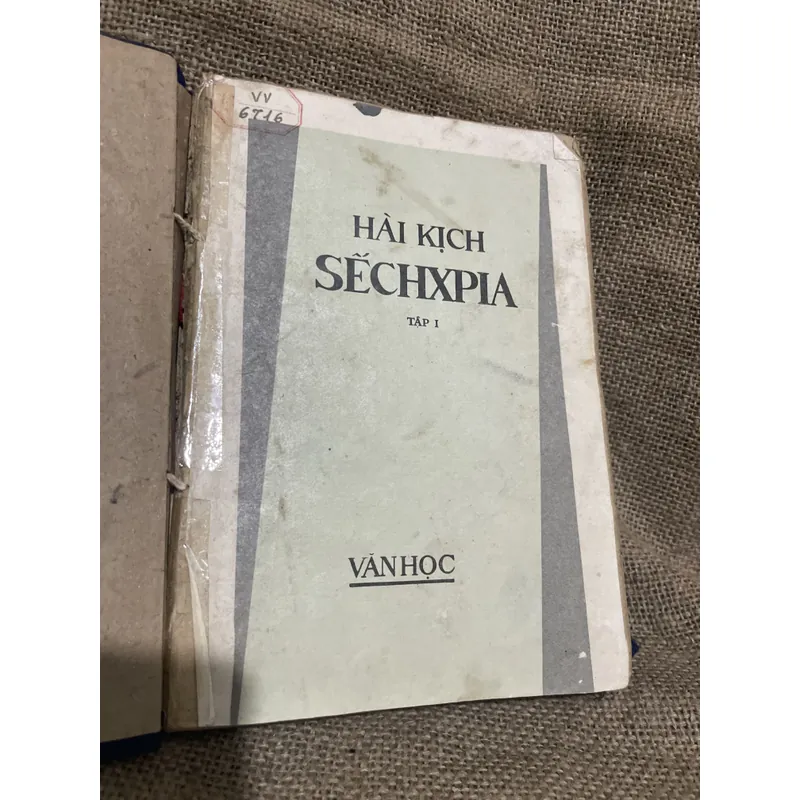 VV
6716
HÀI KỊCH
SẾCHXPIA
TẬP I
VĂN HỌC